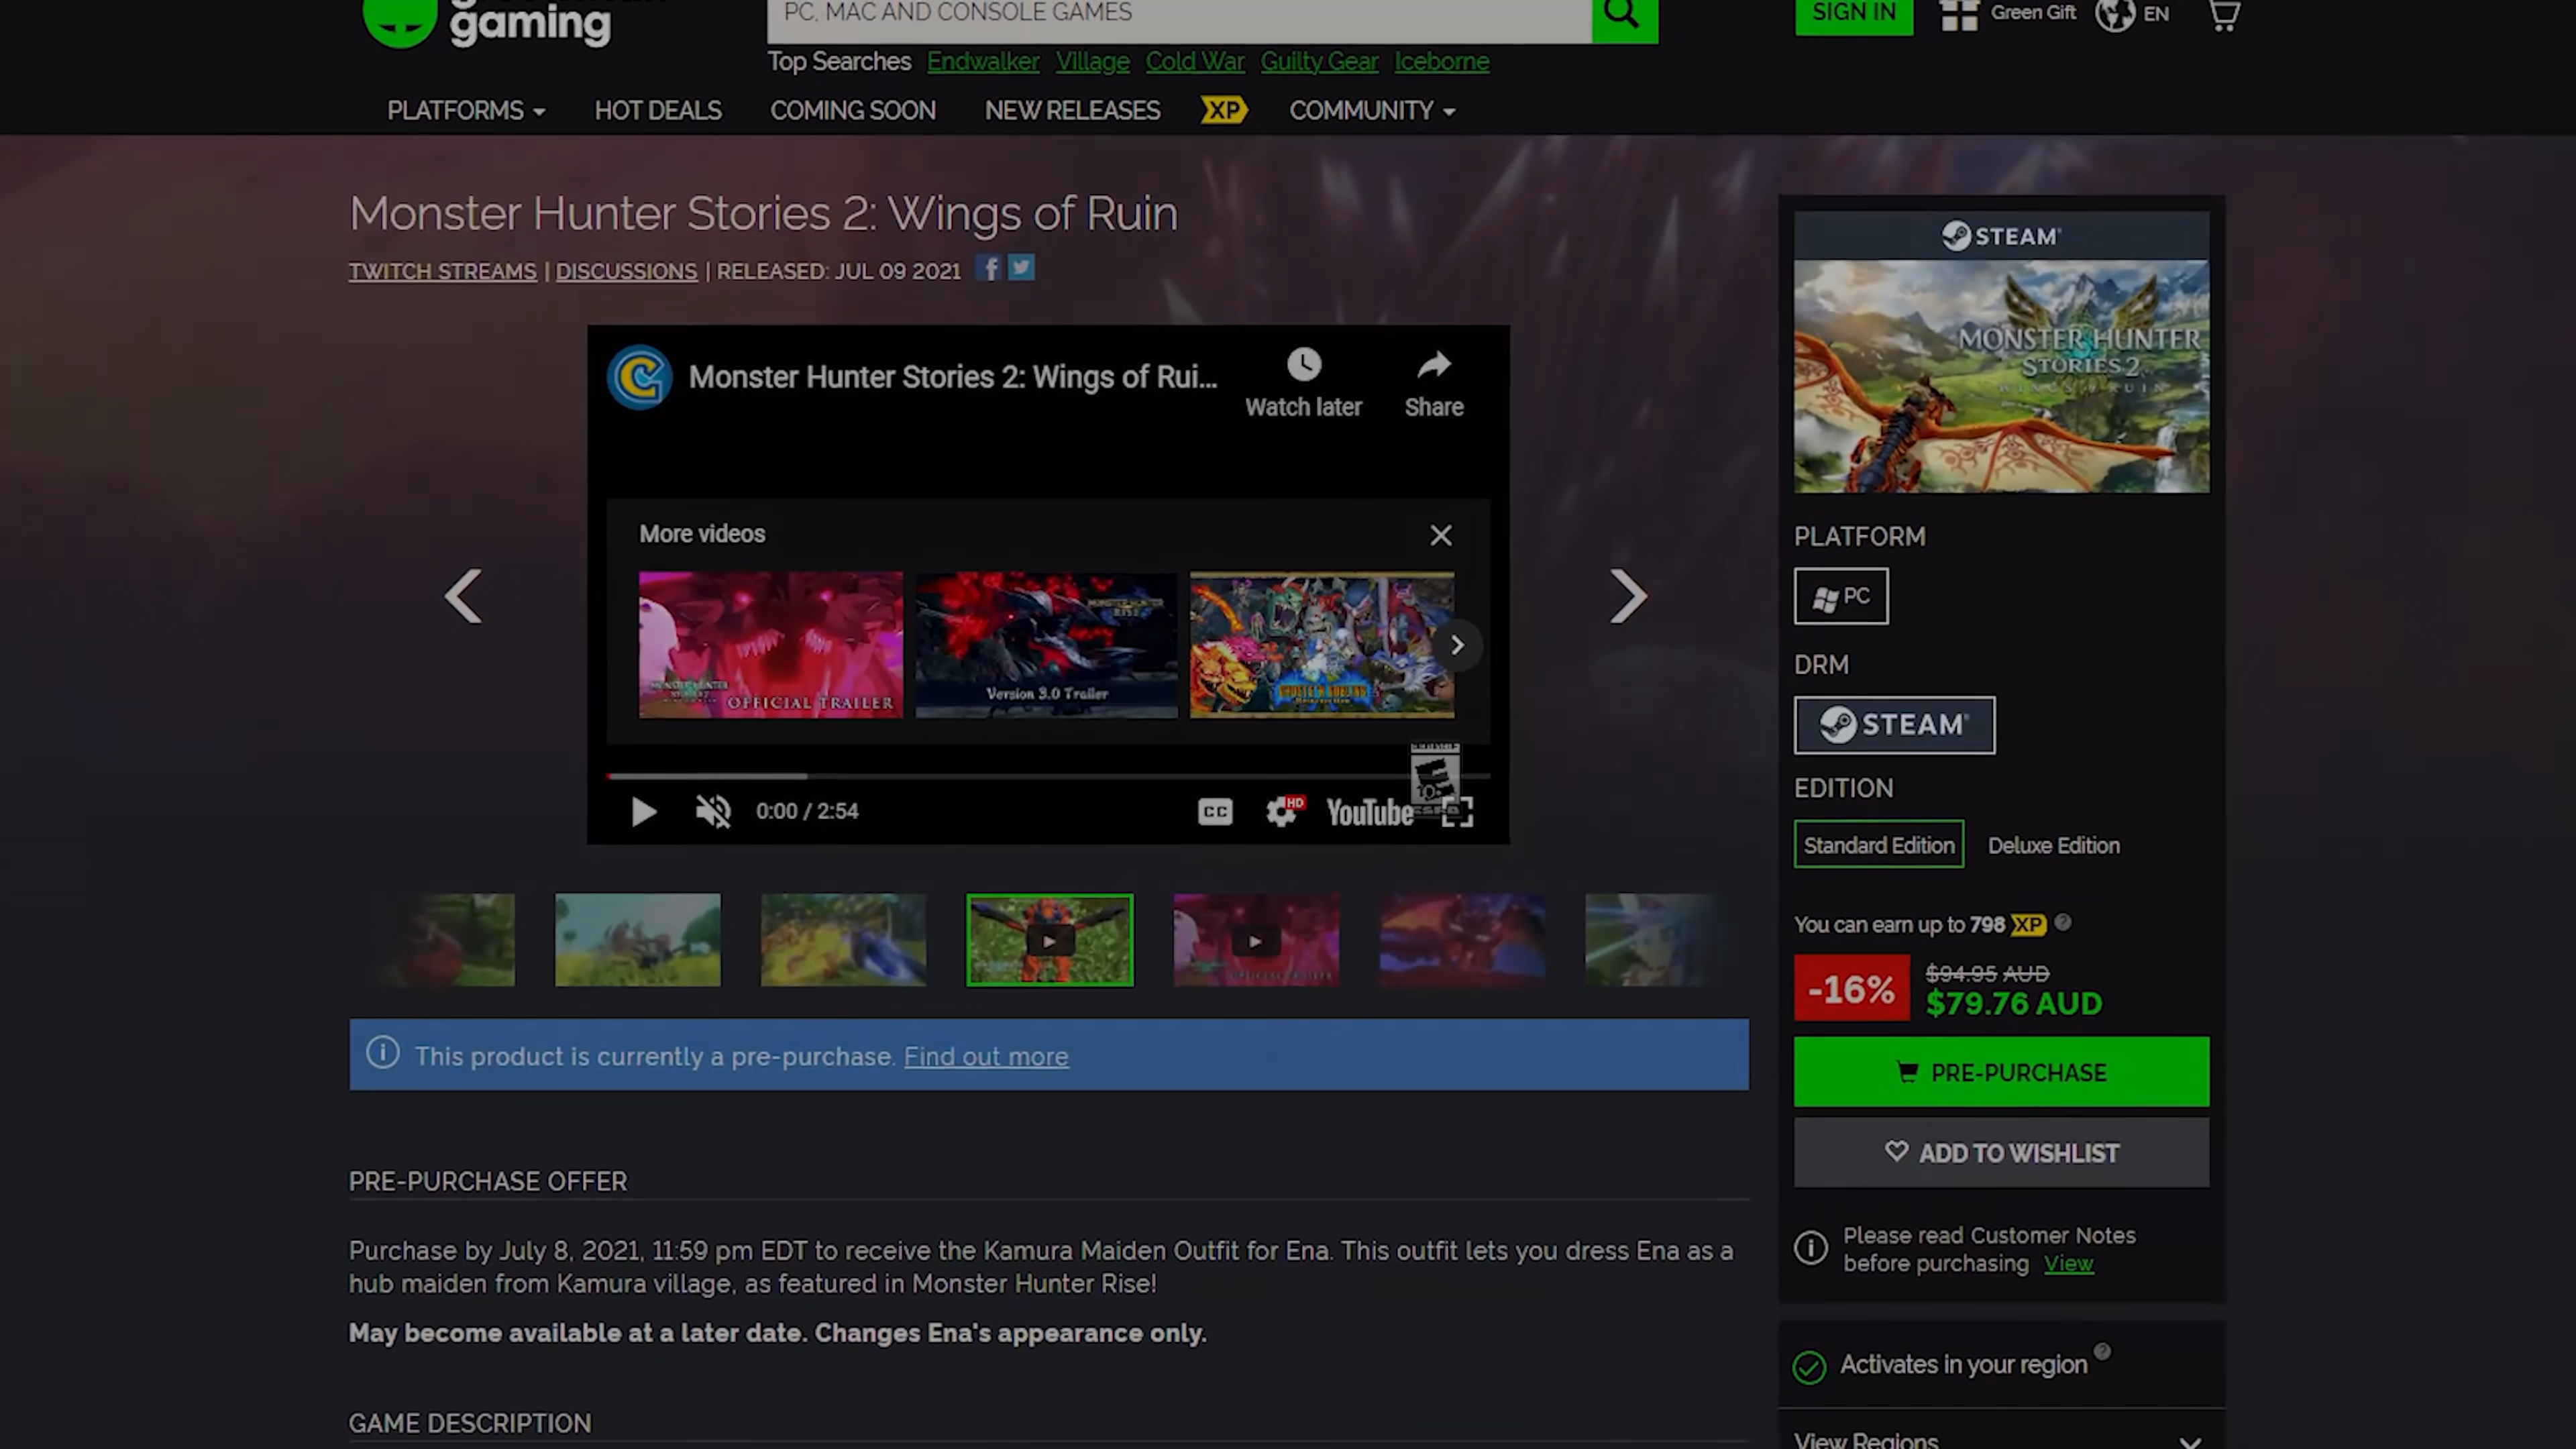 gaming
PC, MAC AND CONSOLE GAMES
SIGN IN
Green Gift
EN
Top Searches Endwalker Village Cold War Guilty Gear Iceborne
PLATFORMS HOT DEALS COMING SOON NEW RELEASES XP COMMUNITY
Monster Hunter Stories 2: Wings of Ruin
TWITCH STREAMS | DISCUSSIONS | RELEASED: JUL 09 2021
Monster Hunter Stories 2: Wings of Rui...
Watch later
Share
More videos
OFFICIAL TRAILER
MONSTER HUNTER
RISE
Version 3.0 Trailer
0:00 / 2:54
CC
HD
YouTube
This product is currently a pre-purchase. Find out more
PRE-PURCHASE OFFER
Purchase by July 8, 2021, 11:59 pm EDT to receive the Kamura Maiden Outfit for Ena. This outfit lets you dress Ena as a
hub maiden from Kamura village, as featured in Monster Hunter Rise!
May become available at a later date. Changes Ena's appearance only.
GAME DESCRIPTION
STEAM
MONSTER HUNTER
STORIES 2
WINGS OF RUIN
PLATFORM
PC
DRM
STEAM
EDITION
Standard Edition
Deluxe Edition
You can earn up to 798 XP
-16%
$94.95 AUD
$79.76 AUD
PRE-PURCHASE
ADD TO WISHLIST
Please read Customer Notes
before purchasing View
Activates in your region
View Regions